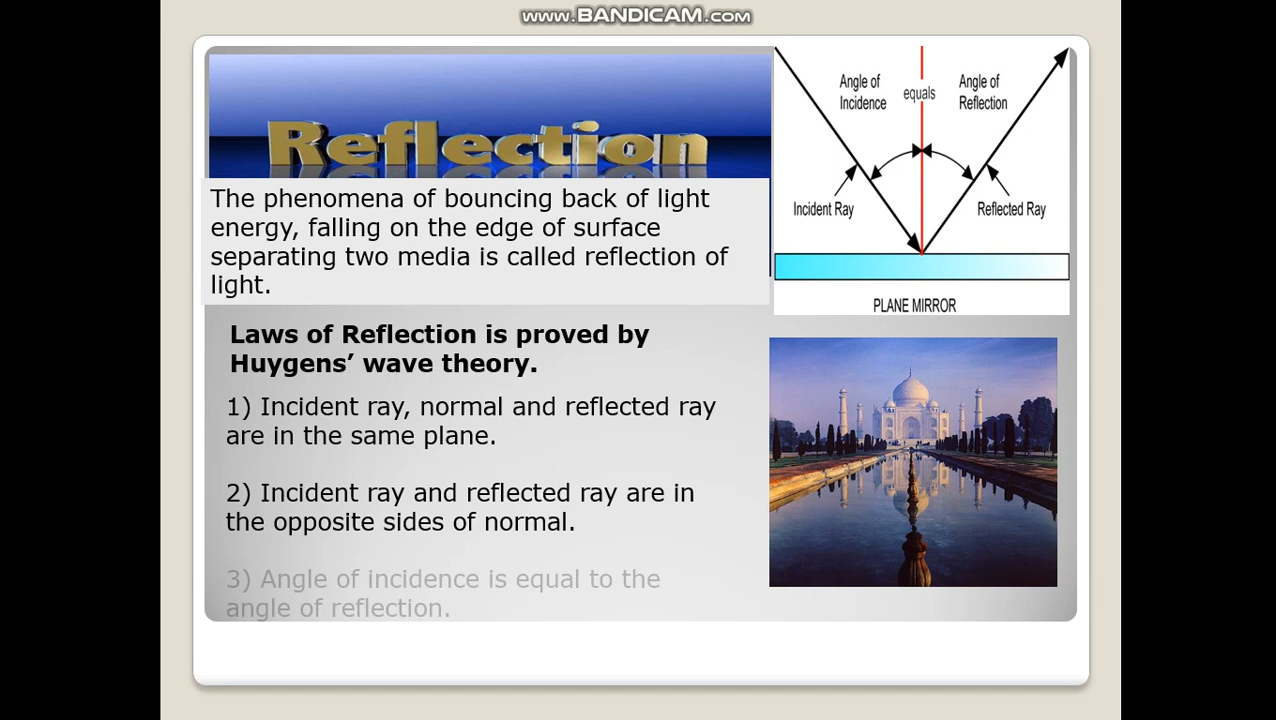 www.BANDICAM.com
Reflection
The phenomena of bouncing back of light
energy, falling on the edge of surface
separating two media is called reflection of
light.
Angle of
Incidence
equals
Angle of
Reflection
Incident Ray
Reflected Ray
PLANE MIRROR
Laws of Reflection is proved by
Huygens’ wave theory.
1) Incident ray, normal and reflected ray
are in the same plane.
2) Incident ray and reflected ray are in
the opposite sides of normal.
3) Angle of incidence is equal to the
angle of reflection.